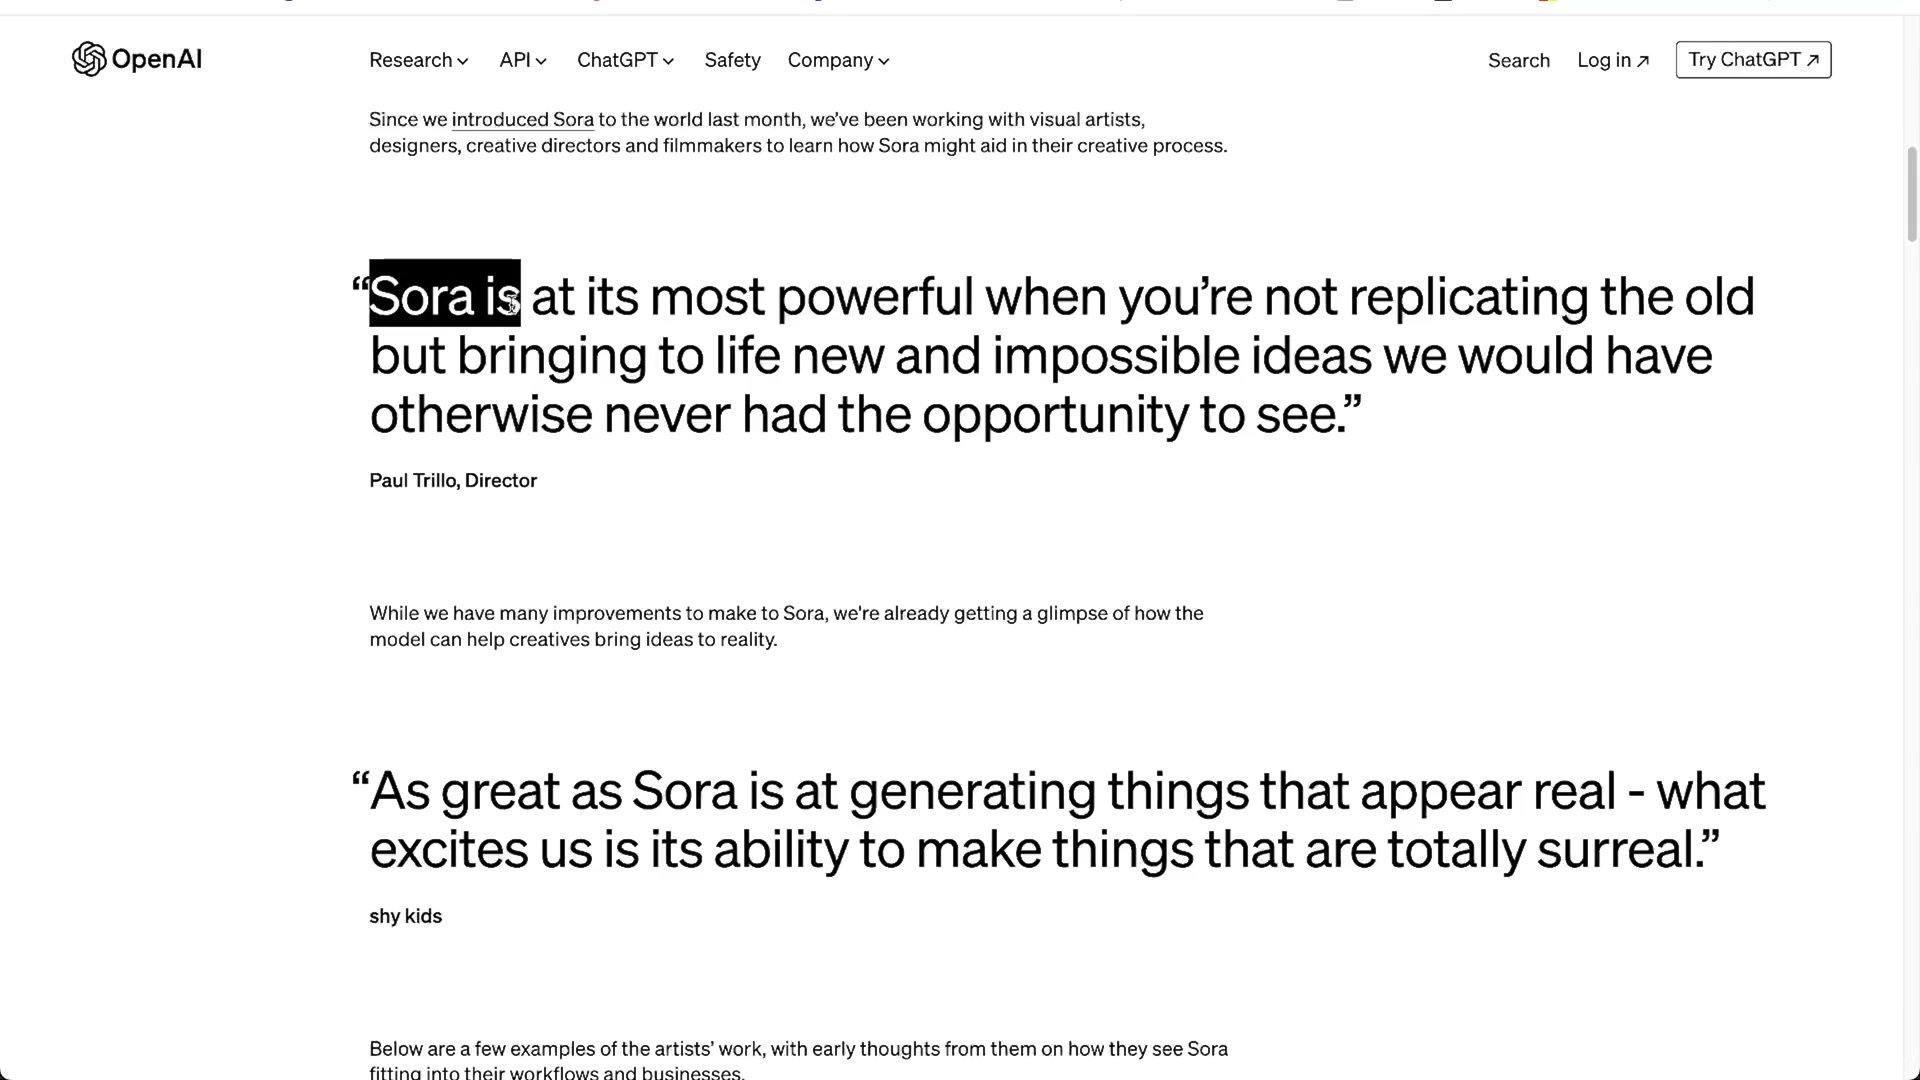 OpenAI
Research API ChatGPT Safety Company Search Log in Try ChatGPT
Since we introduced Sora to the world last month, we’ve been working with visual artists,
designers, creative directors and filmmakers to learn how Sora might aid in their creative process.
“Sora is at its most powerful when you’re not replicating the old
but bringing to life new and impossible ideas we would have
otherwise never had the opportunity to see.”
Paul Trillo, Director
While we have many improvements to make to Sora, we're already getting a glimpse of how the
model can help creatives bring ideas to reality.
“As great as Sora is at generating things that appear real - what
excites us is its ability to make things that are totally surreal.”
shy kids
Below are a few examples of the artists’ work, with early thoughts from them on how they see Sora
fitting into their workflows and businesses.